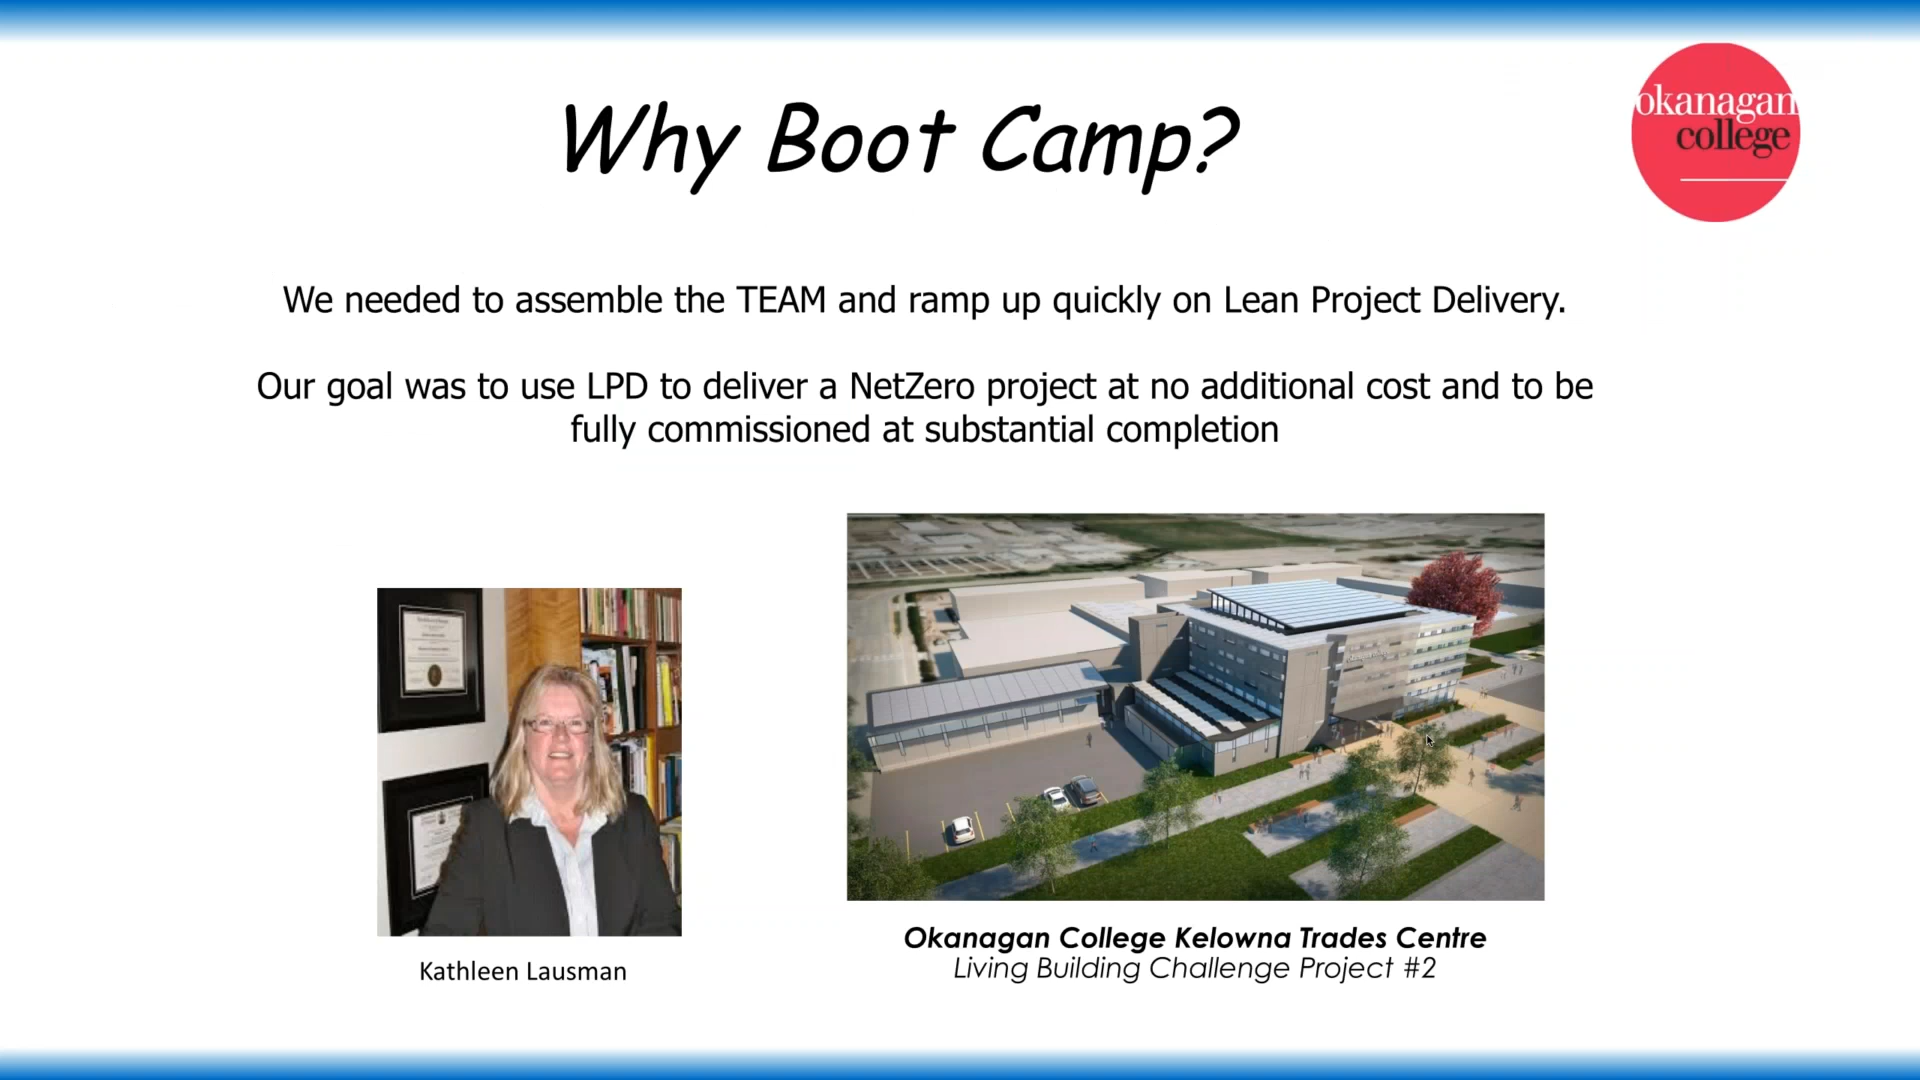 Why Boot Camp?
okanagan
college
We needed to assemble the TEAM and ramp up quickly on Lean Project Delivery.
Our goal was to use LPD to deliver a NetZero project at no additional cost and to be
fully commissioned at substantial completion
Kathleen Lausman
Okanagan College Kelowna Trades Centre
Living Building Challenge Project #2